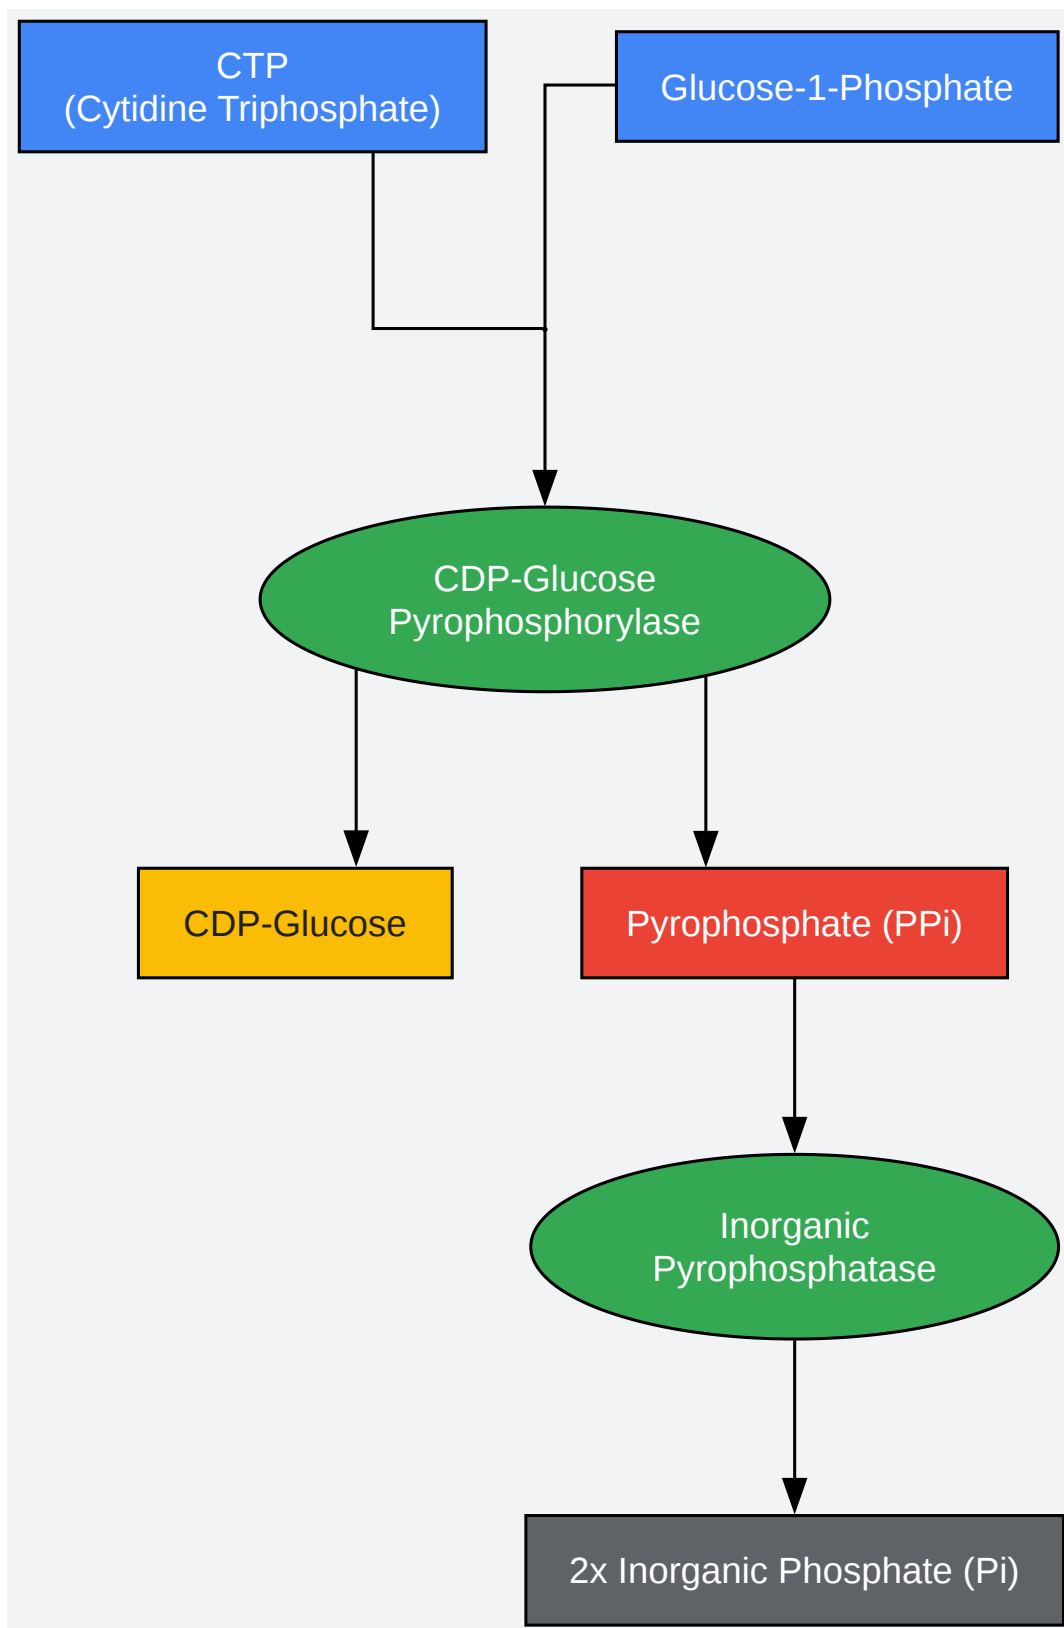 CTP
(Cytidine Triphosphate)
Glucose-1-Phosphate
CDP-Glucose
Pyrophosphorylase
CDP-Glucose
Pyrophosphate (PPi)
Inorganic
Pyrophosphatase
2x Inorganic Phosphate (Pi)